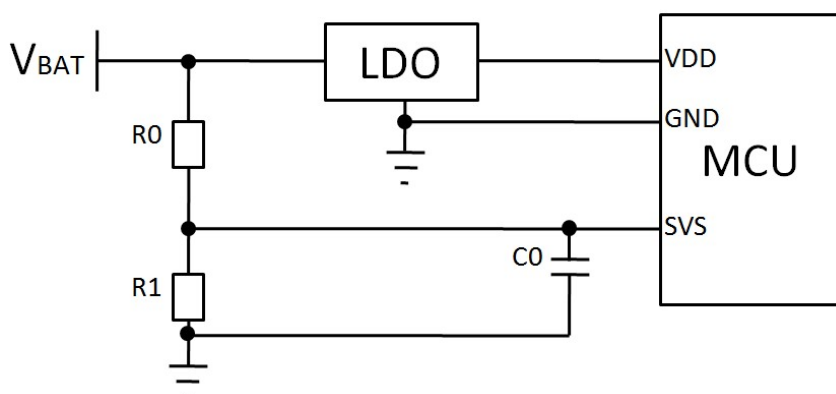 VBAT
LDO
VDD
GND
MCU
R0
SVS
C0
R1